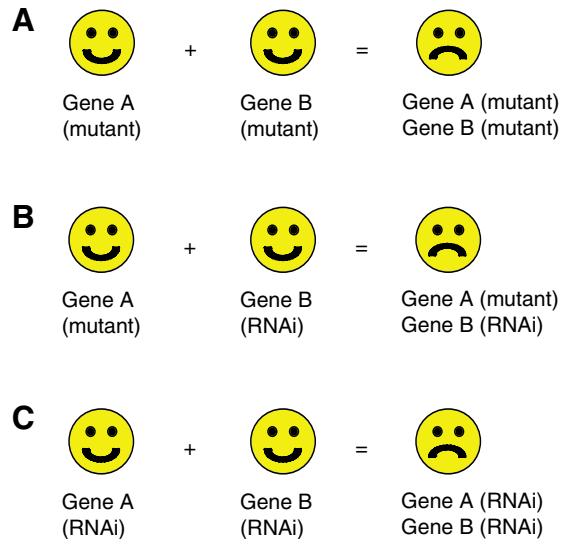 A
+
=
Gene A
(mutant)
Gene B
(mutant)
Gene A (mutant)
Gene B (mutant)
B
+
=
Gene A
(mutant)
Gene B
(RNAi)
Gene A (mutant)
Gene B (RNAi)
C
+
=
Gene A
(RNAi)
Gene B
(RNAi)
Gene A (RNAi)
Gene B (RNAi)